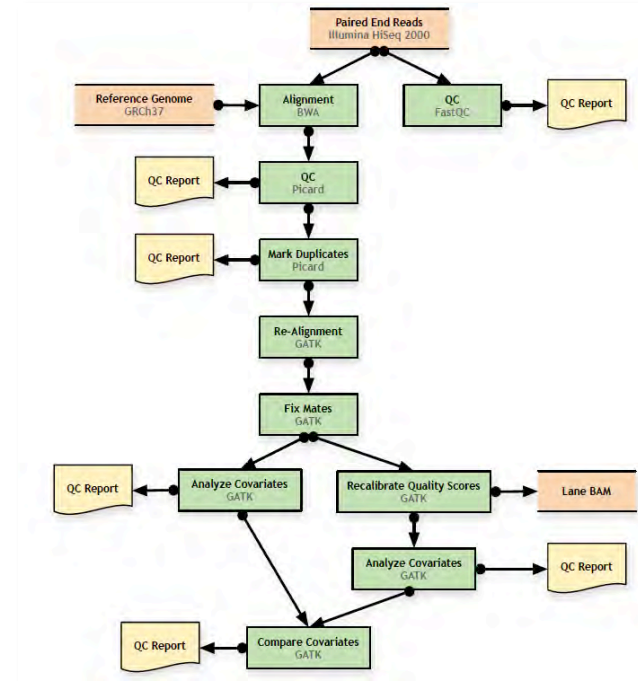 Paired End Reads
Illumina HiSeq 2000
Reference Genome
GRCh37
Alignment
BWA
QC
FastQC
QC Report
QC Report
QC
Picard
QC Report
Mark Duplicates
Picard
Re-Alignment
GATK
Fix Mates
GATK
QC Report
Analyze Covariates
GATK
Recalibrate Quality Scores
GATK
Lane BAM
Analyze Covariates
GATK
QC Report
QC Report
Compare Covariates
GATK